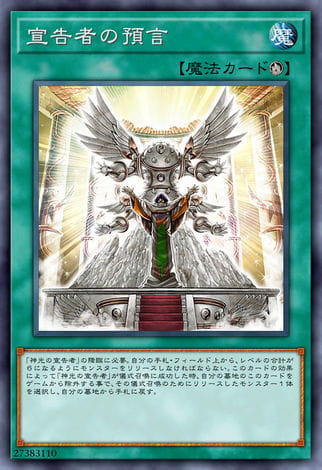 宣告者の預言
魔
【魔法カード】
「神光の宣告者」の降臨に必要。自分の手札・フィールド上から、レベルの合計が
6になるようにモンスターをリリースしなければならない。このカードの効果
によって「神光の宣告者」が儀式召喚に成功した時、自分の墓地のこのカードを
ゲームから除外する事で、その儀式召喚のためにリリースしたモンスター1体
を選択し、自分の墓地から手札に戻す。
27383110